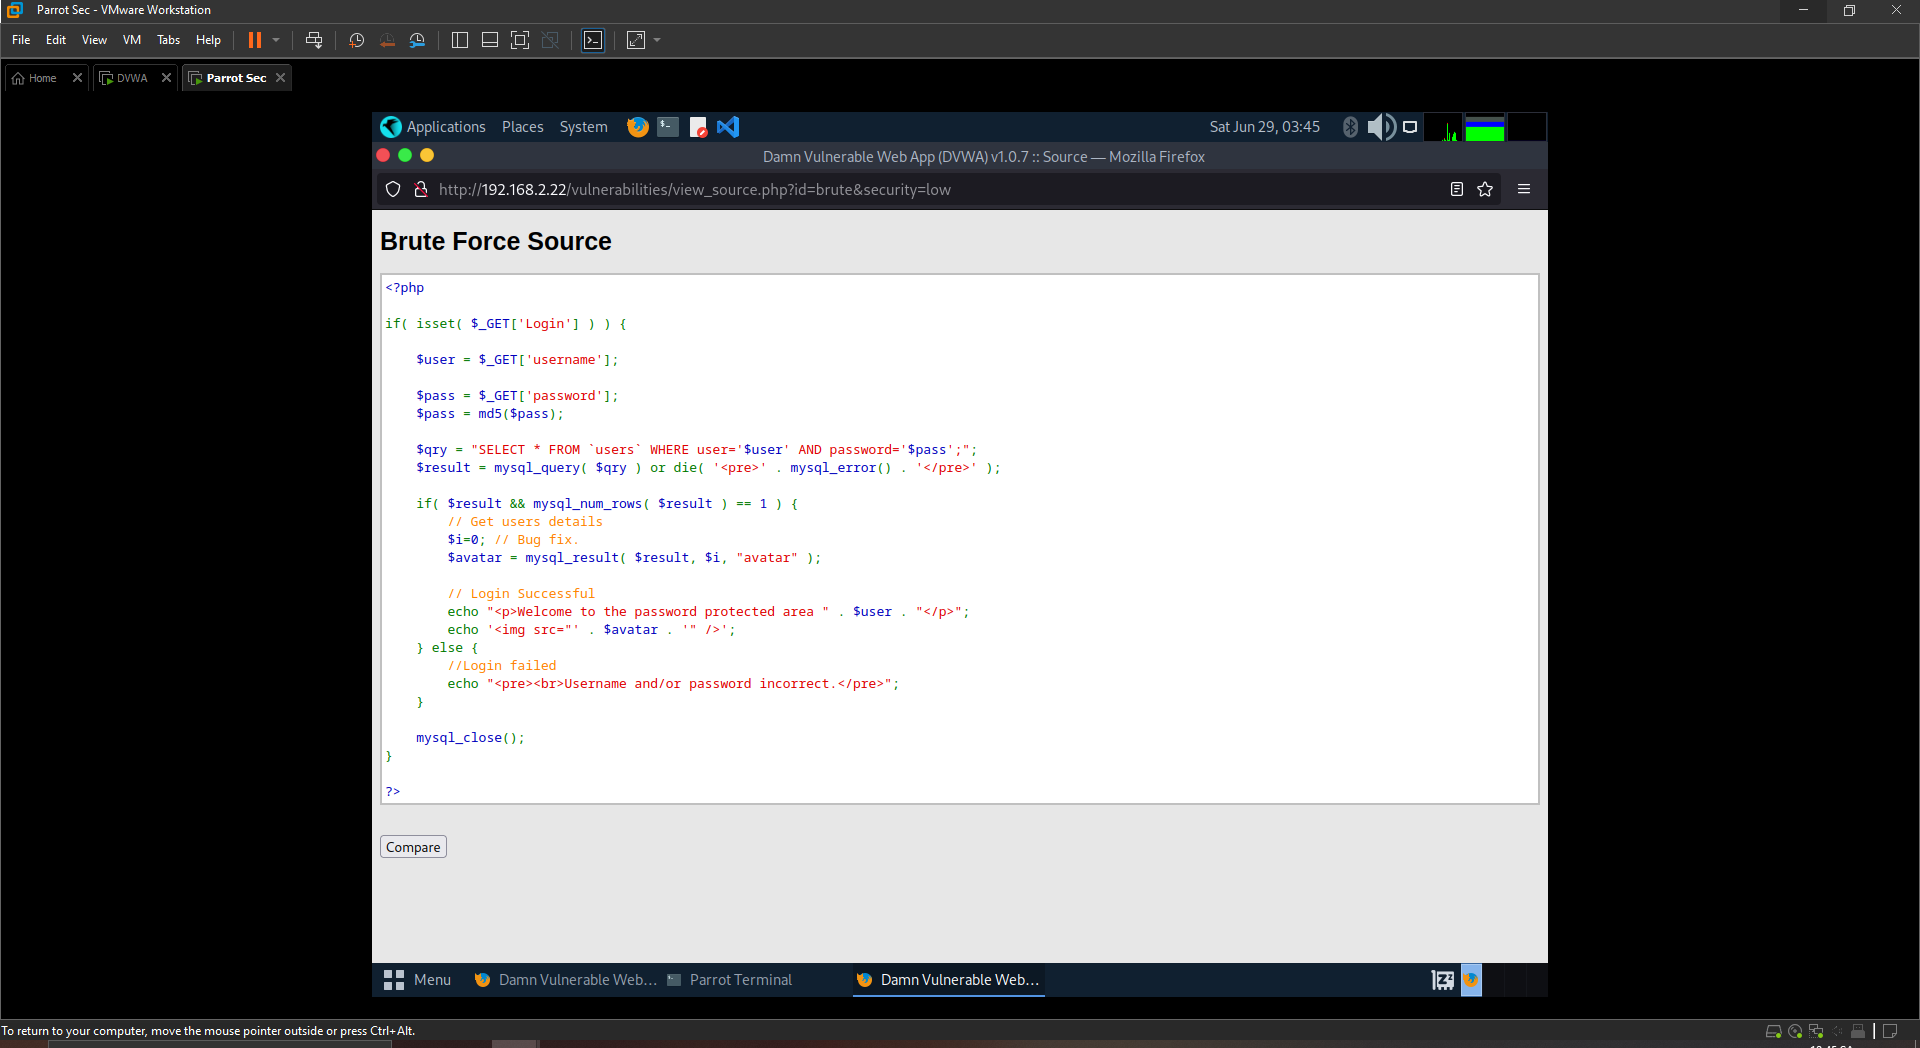 Parrot Sec - VMware Workstation
File Edit View VM Tabs Help
Home DVWA Parrot Sec
Applications Places System Sat Jun 29, 03:45
Damn Vulnerable Web App (DVWA) v1.0.7 :: Source — Mozilla Firefox
http://192.168.2.22/vulnerabilities/view_source.php?id=brute&security=low
Brute Force Source
<?php
if( isset( $_GET['Login'] ) ) {
    $user = $_GET['username'];
    $pass = $_GET['password'];
    $pass = md5($pass);
    $qry = "SELECT * FROM `users` WHERE user='$user' AND password='$pass';";
    $result = mysql_query( $qry ) or die( '<pre>' . mysql_error() . '</pre>' );
    if( $result && mysql_num_rows( $result ) == 1 ) {
        // Get users details
        $i=0; // Bug fix.
        $avatar = mysql_result( $result, $i, "avatar" );
        // Login Successful
        echo "<p>Welcome to the password protected area " . $user . "</p>";
        echo '<img src="' . $avatar . '" />';
    } else {
        //Login failed
        echo "<pre><br>Username and/or password incorrect.</pre>";
    }
    mysql_close();
}
?>
Compare
Menu Damn Vulnerable Web... Parrot Terminal Damn Vulnerable Web...
To return to your computer, move the mouse pointer outside or press Ctrl+Alt.